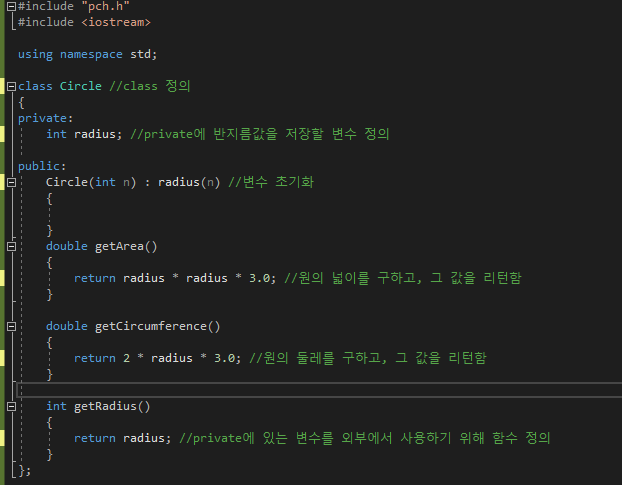 #include "pch.h"
#include <iostream>
using namespace std;
class Circle //class 정의
{
private:
int radius; //private에 반지름값을 저장할 변수 정의
public:
Circle(int n) : radius(n) //변수 초기화
{
}
double getArea()
{
return radius * radius * 3.0; //원의 넓이를 구하고, 그 값을 리턴함
}
double getCircumference()
{
return 2 * radius * 3.0; //원의 둘레를 구하고, 그 값을 리턴함
}
int getRadius()
{
return radius; //private에 있는 변수를 외부에서 사용하기 위해 함수 정의
}
};